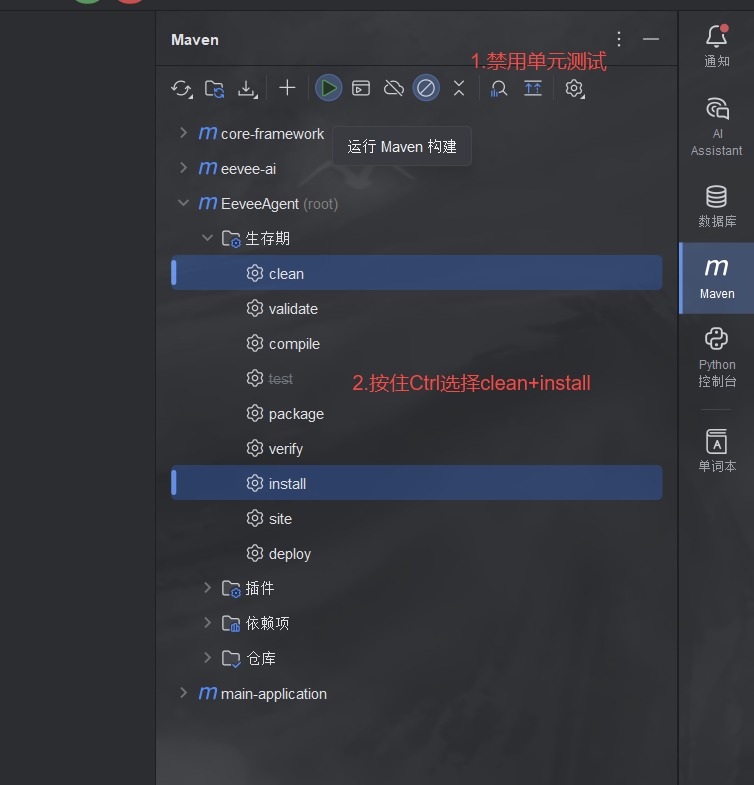 Maven
1.禁用单元测试
通知
core-framework
运行 Maven 构建
AI
Assistant
eevee-ai
EeveeAgent (root)
数据库
生存期
clean
Maven
validate
compile
Python
控制台
test
2.按住Ctrl选择clean+install
package
verify
单词本
install
site
deploy
插件
依赖项
仓库
main-application